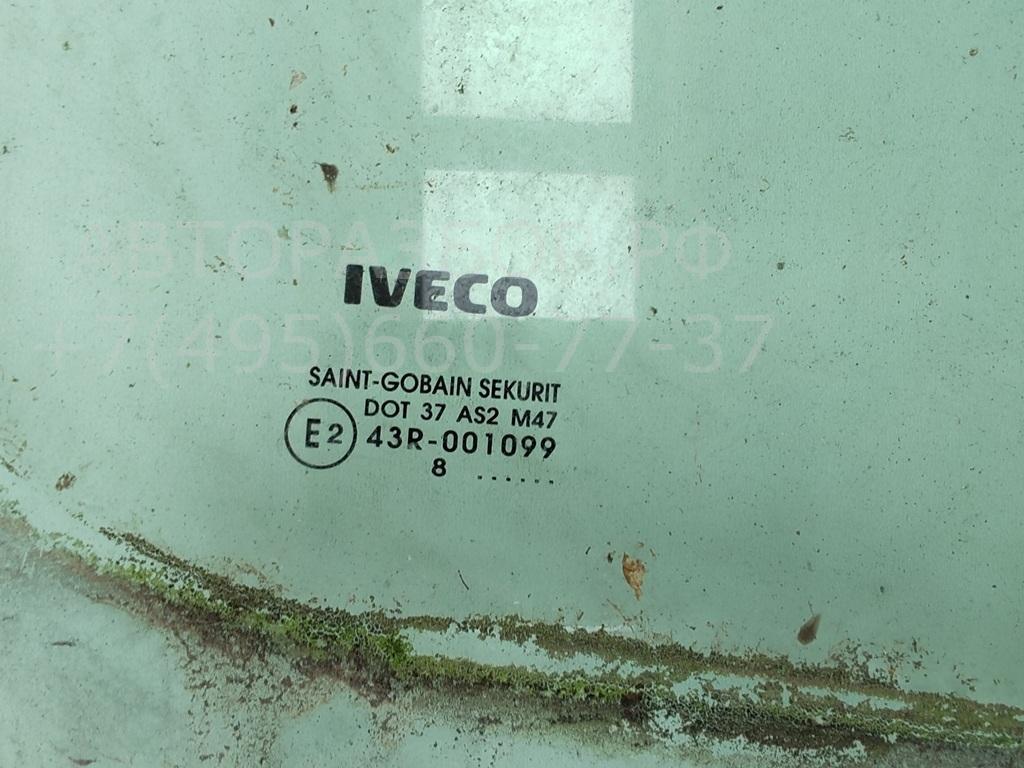 АВТОРАЗБОР.РФ
IVECO
+7(495)660-77-37
SAINT-GOBAIN SEKURIT
DOT 37 AS2 M47
E2 43R-001099
8 ......